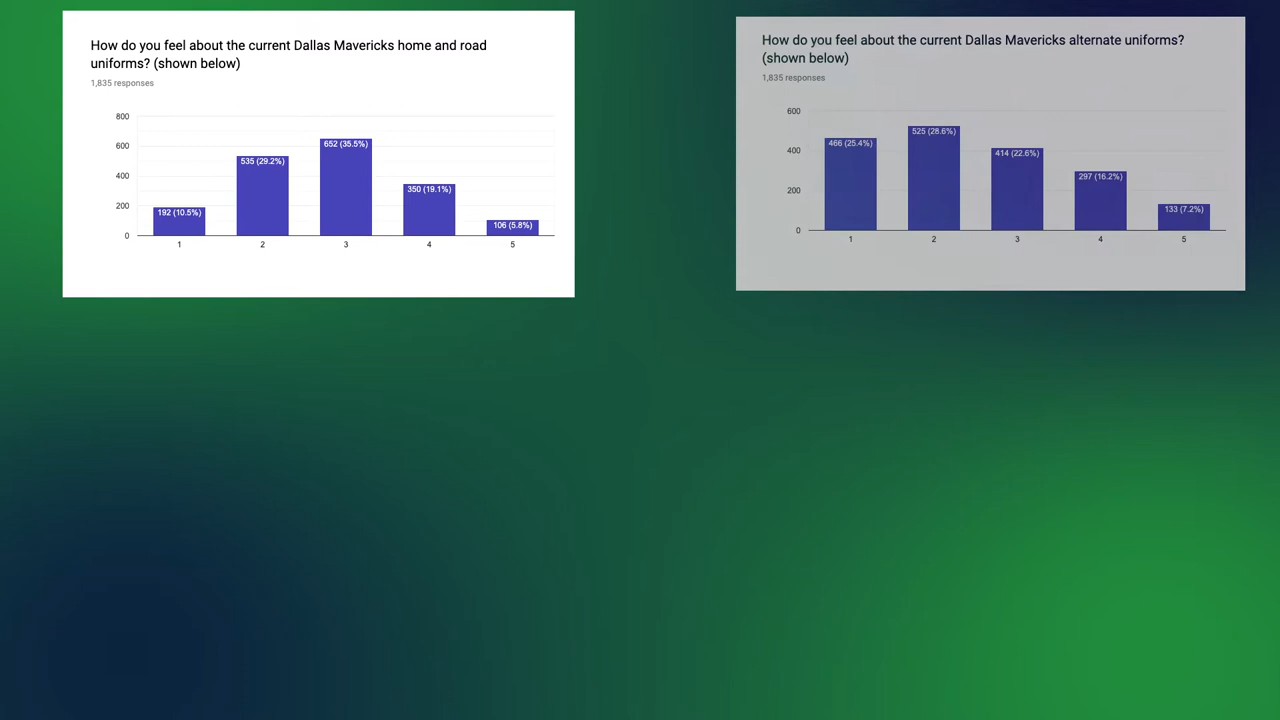 How do you feel about the current Dallas Mavericks home and road
uniforms? (shown below)
1,835 responses
800
600
400
200
0
192 (10.5%)
535 (29.2%)
652 (35.5%)
350 (19.1%)
106 (5.8%)
1 2 3 4 5
How do you feel about the current Dallas Mavericks alternate uniforms?
(shown below)
1,835 responses
600
400
200
0
466 (25.4%)
525 (28.6%)
414 (22.6%)
297 (16.2%)
133 (7.2%)
1 2 3 4 5